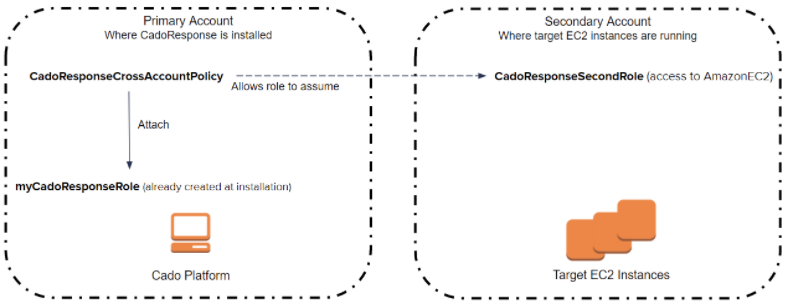 Primary Account
Where CadoResponse is installed
CadoResponseCrossAccountPolicy
Allows role to assume
Attach
myCadoResponseRole (already created at installation)
Cado Platform
Secondary Account
Where target EC2 instances are running
CadoResponseSecondRole (access to AmazonEC2)
Target EC2 Instances